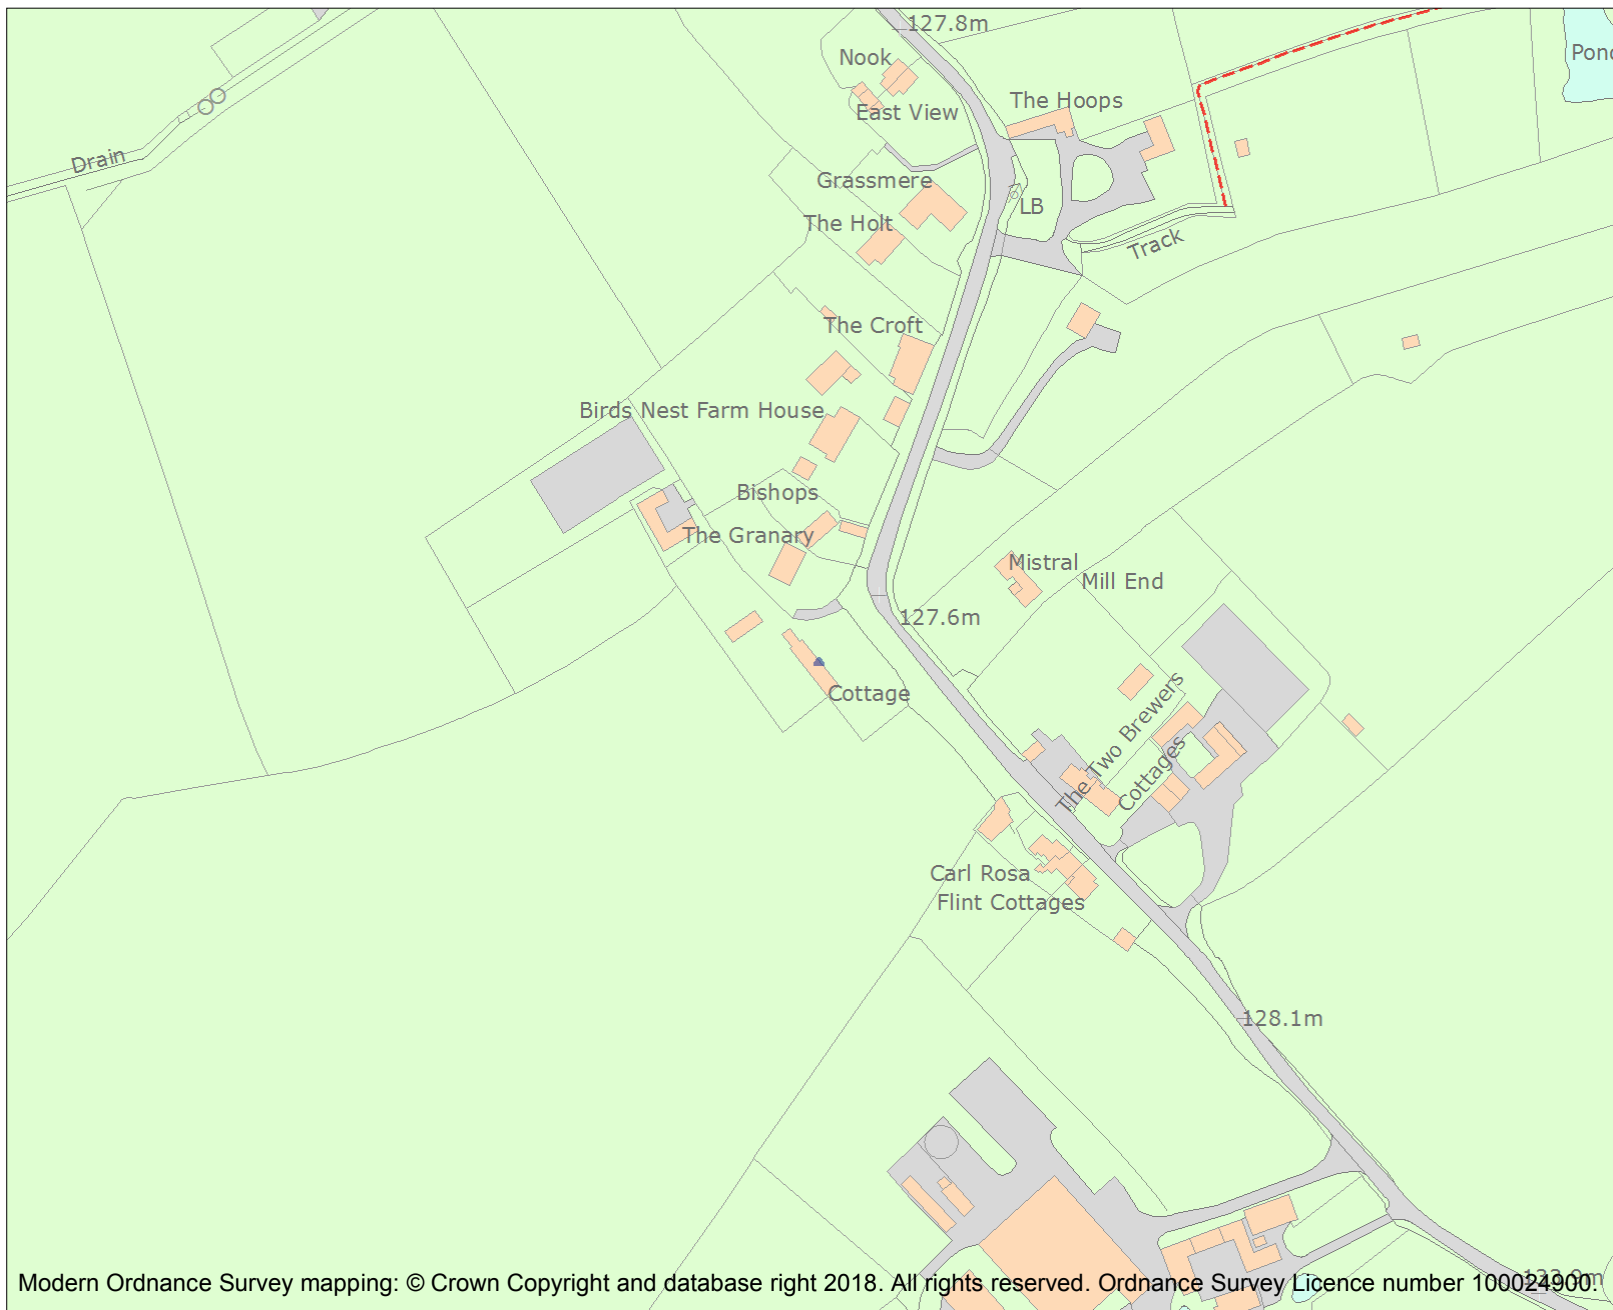 127.8m
Nook
Pond
The Hoops
East View
Drain
Grassmere
LB
The Holt
Track
The Croft
Birds Nest Farm House
Bishops
The Granary
Mistral
Mill End
127.6m
Cottage
The Two Brewers
Cottages
Carl Rosa
Flint Cottages
128.1m
Modern Ordnance Survey mapping: © Crown Copyright and database right 2018. All rights reserved. Ordnance Survey Licence number 100024900.